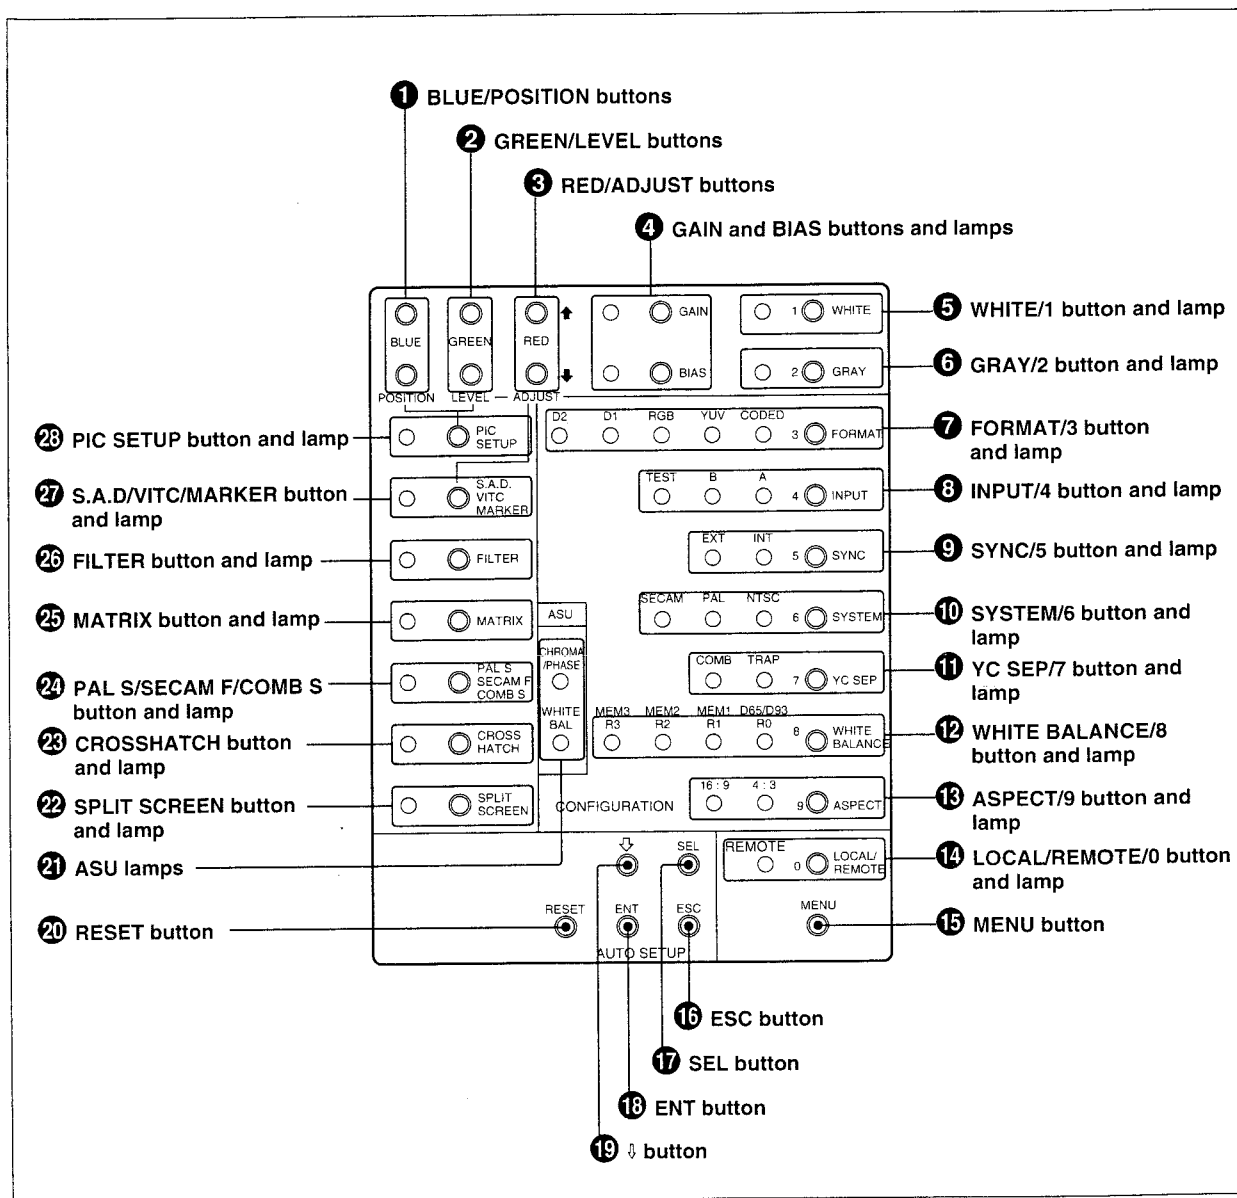 1 BLUE/POSITION buttons
2 GREEN/LEVEL buttons
3 RED/ADJUST buttons
4 GAIN and BIAS buttons and lamps
5 WHITE/1 button and lamp
6 GRAY/2 button and lamp
7 FORMAT/3 button
and lamp
8 INPUT/4 button and lamp
9 SYNC/5 button and lamp
10 SYSTEM/6 button and
lamp
11 YC SEP/7 button and
lamp
12 WHITE BALANCE/8
button and lamp
13 ASPECT/9 button and
lamp
14 LOCAL/REMOTE/0 button
and lamp
15 MENU button
16 ESC button
17 SEL button
18 ENT button
19 ⇩ button
20 RESET button
21 ASU lamps
22 SPLIT SCREEN button
and lamp
23 CROSSHATCH button
and lamp
24 PAL S/SECAM F/COMB S
button and lamp
25 MATRIX button and lamp
26 FILTER button and lamp
27 S.A.D/VITC/MARKER button
and lamp
28 PIC SETUP button and lamp
BLUE
GREEN
RED
POSITION LEVEL ADJUST
GAIN
BIAS
1 WHITE
2 GRAY
D2 D1 RGB YUV CODED
3 FORMAT
TEST B A
4 INPUT
EXT INT
5 SYNC
SECAM PAL NTSC
6 SYSTEM
COMB TRAP
7 YC SEP
MEM3 MEM2 MEM1 D65/D93
R3 R2 R1 R0
8 WHITE
BALANCE
16 : 9 4 : 3
9 ASPECT
CONFIGURATION
REMOTE
0 LOCAL/
REMOTE
MENU
PIC
SETUP
S.A.D.
VITC
MARKER
FILTER
MATRIX
PAL S
SECAM F
COMB S
CROSS
HATCH
SPLIT
SCREEN
ASU
CHROMA
/PHASE
WHITE
BAL
⇩
SEL
RESET
ENT
ESC
AUTO SETUP